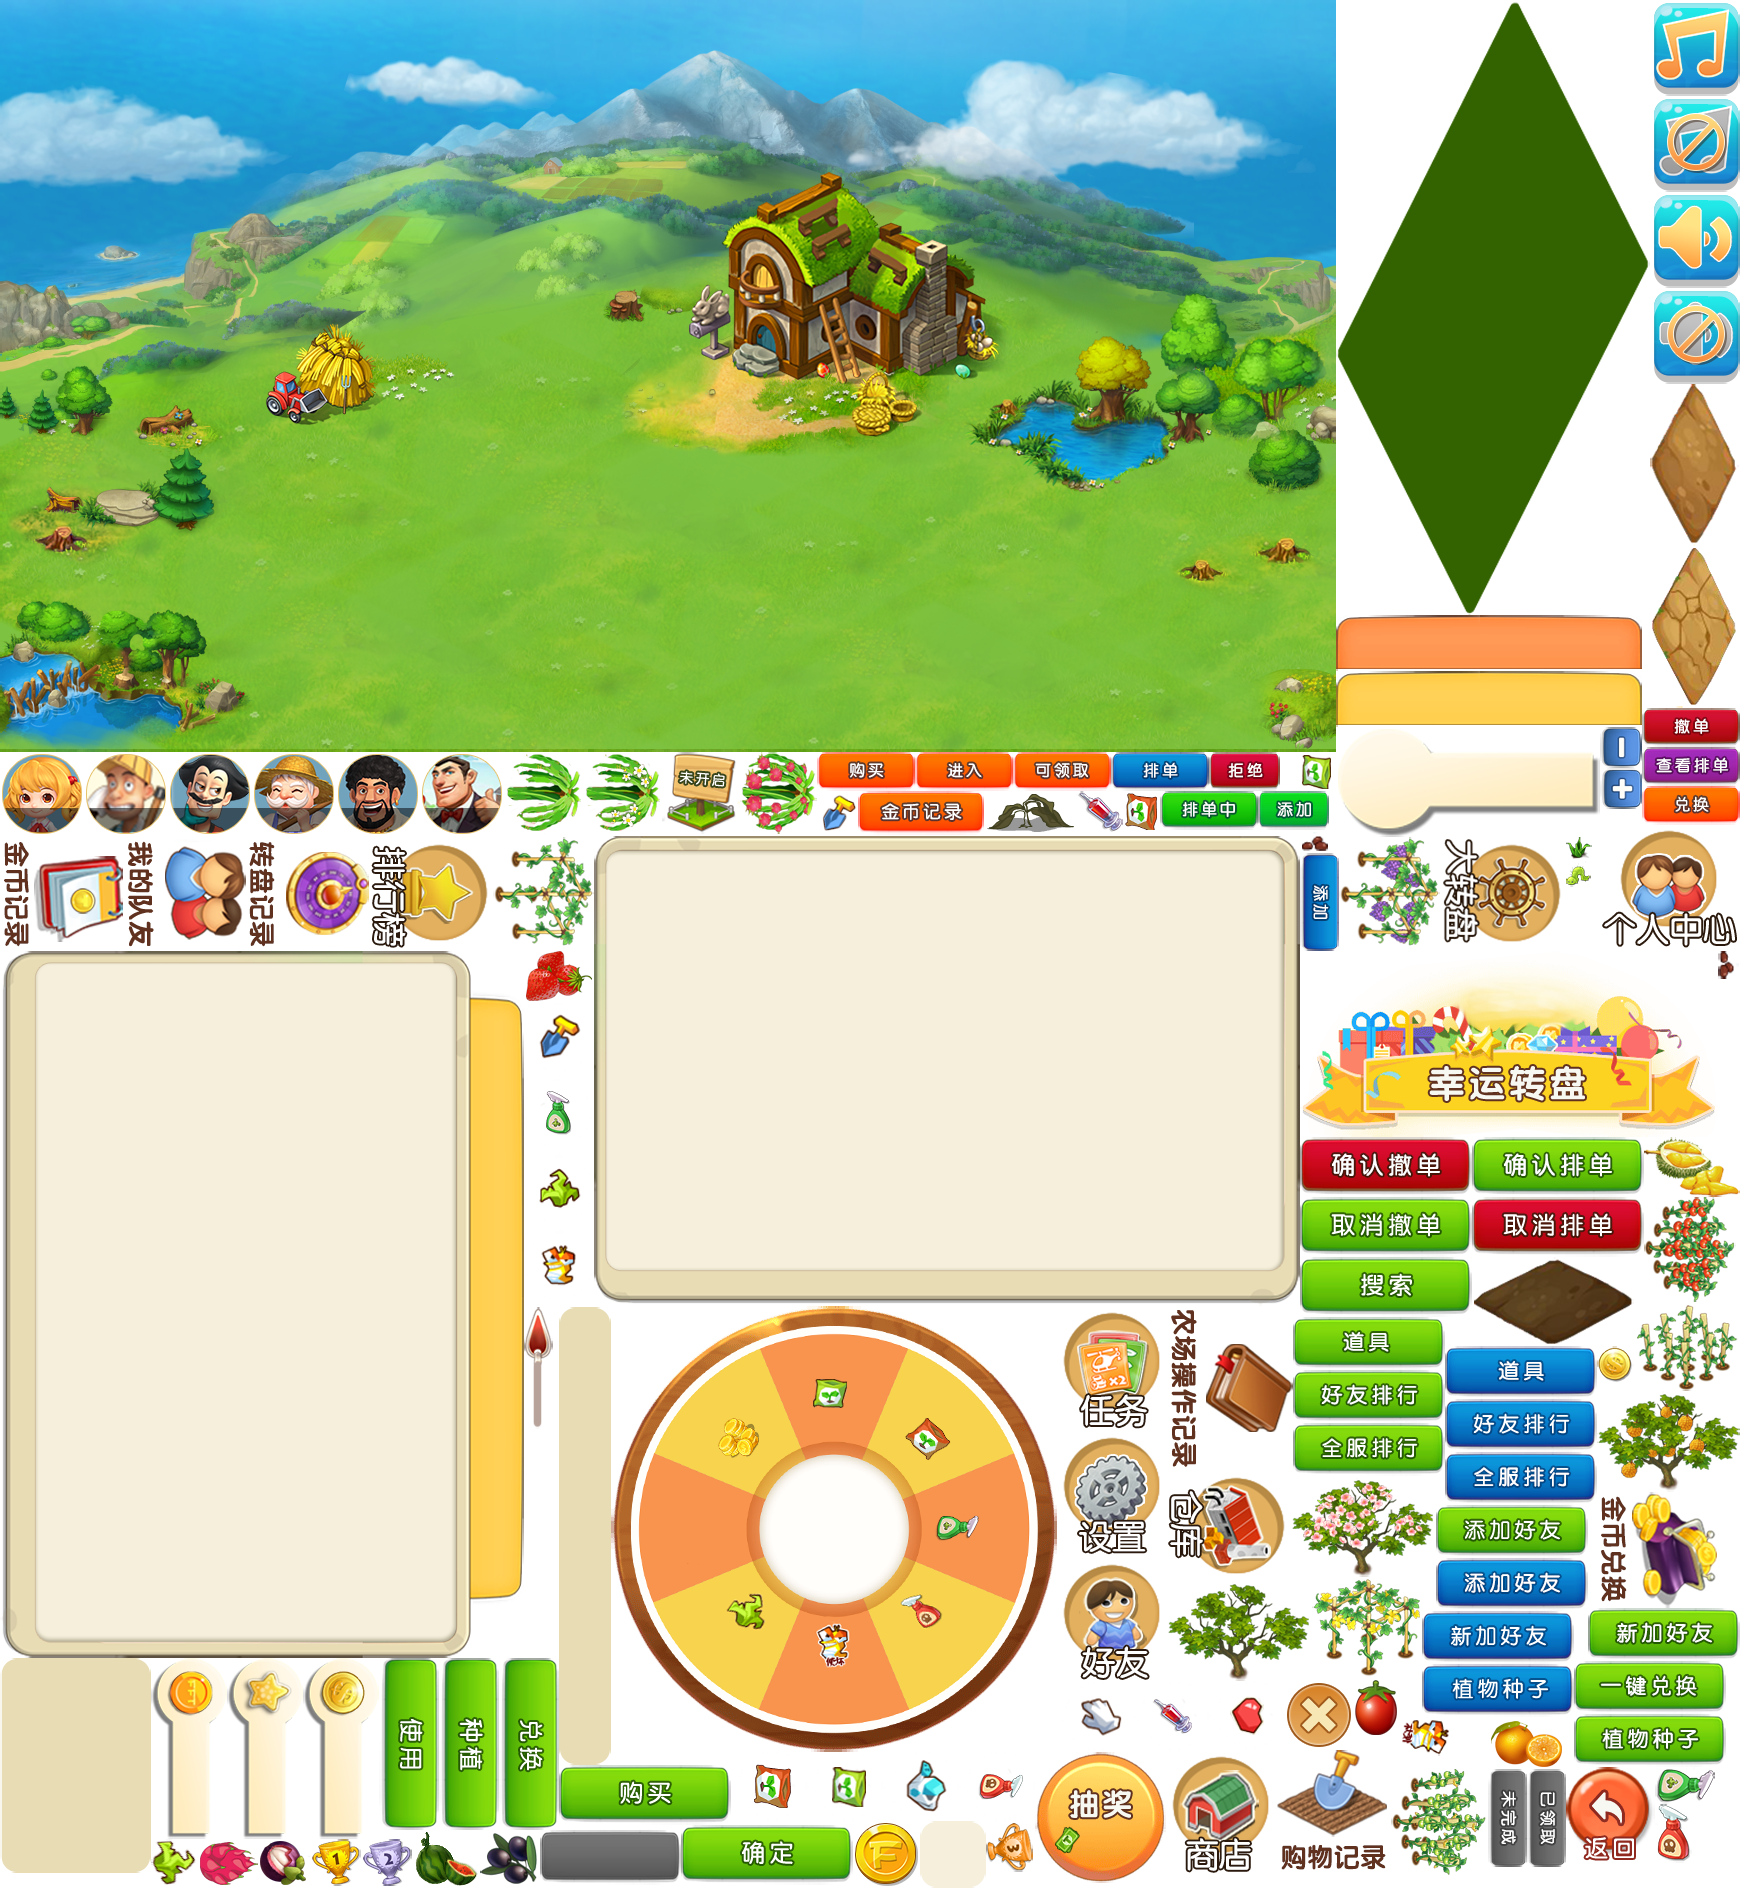 未开启
购买
进入
可领取
排单
拒绝
金币记录
排单中
添加
撤单
查看排单
兑换
金币记录
我的队友
转盘记录
排行榜
添加
大转盘
个人中心
幸运转盘
确认撤单
确认排单
取消撤单
取消排单
搜索
道具
好友排行
全服排行
道具
好友排行
全服排行
任务
农场操作记录
设置
仓库
好友
添加好友
添加好友
金币兑换
新加好友
新加好友
植物种子
一键兑换
植物种子
使用
种植
兑换
购买
确定
抽奖
商店
购物记录
未完成
已领取
返回
1
2
W
F
x2